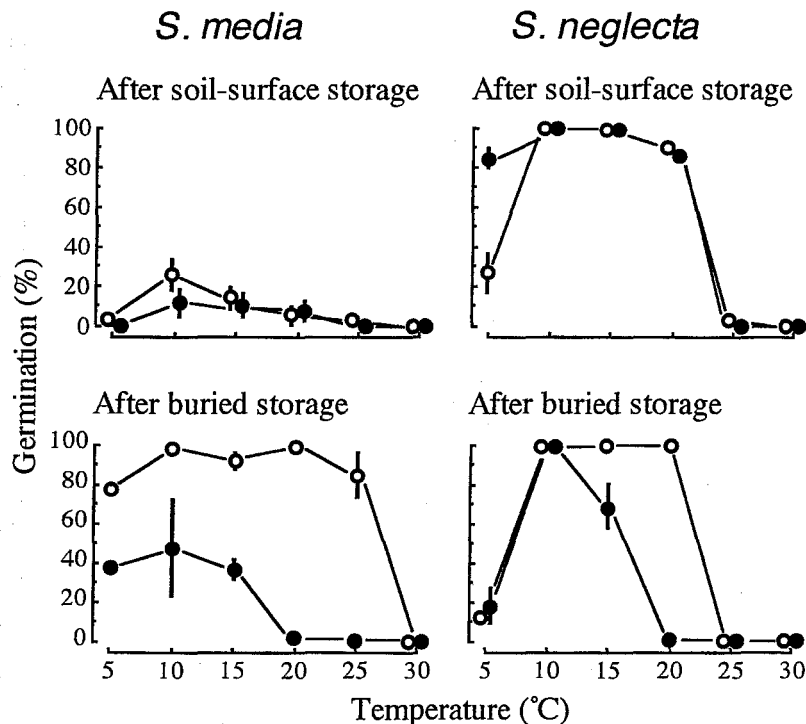 S. media
S. neglecta
After soil-surface storage
After soil-surface storage
100
80
60
40
20
0
Germination (%)
After buried storage
After buried storage
100
80
60
40
20
0
5 10 15 20 25 30
5 10 15 20 25 30
Temperature (°C)